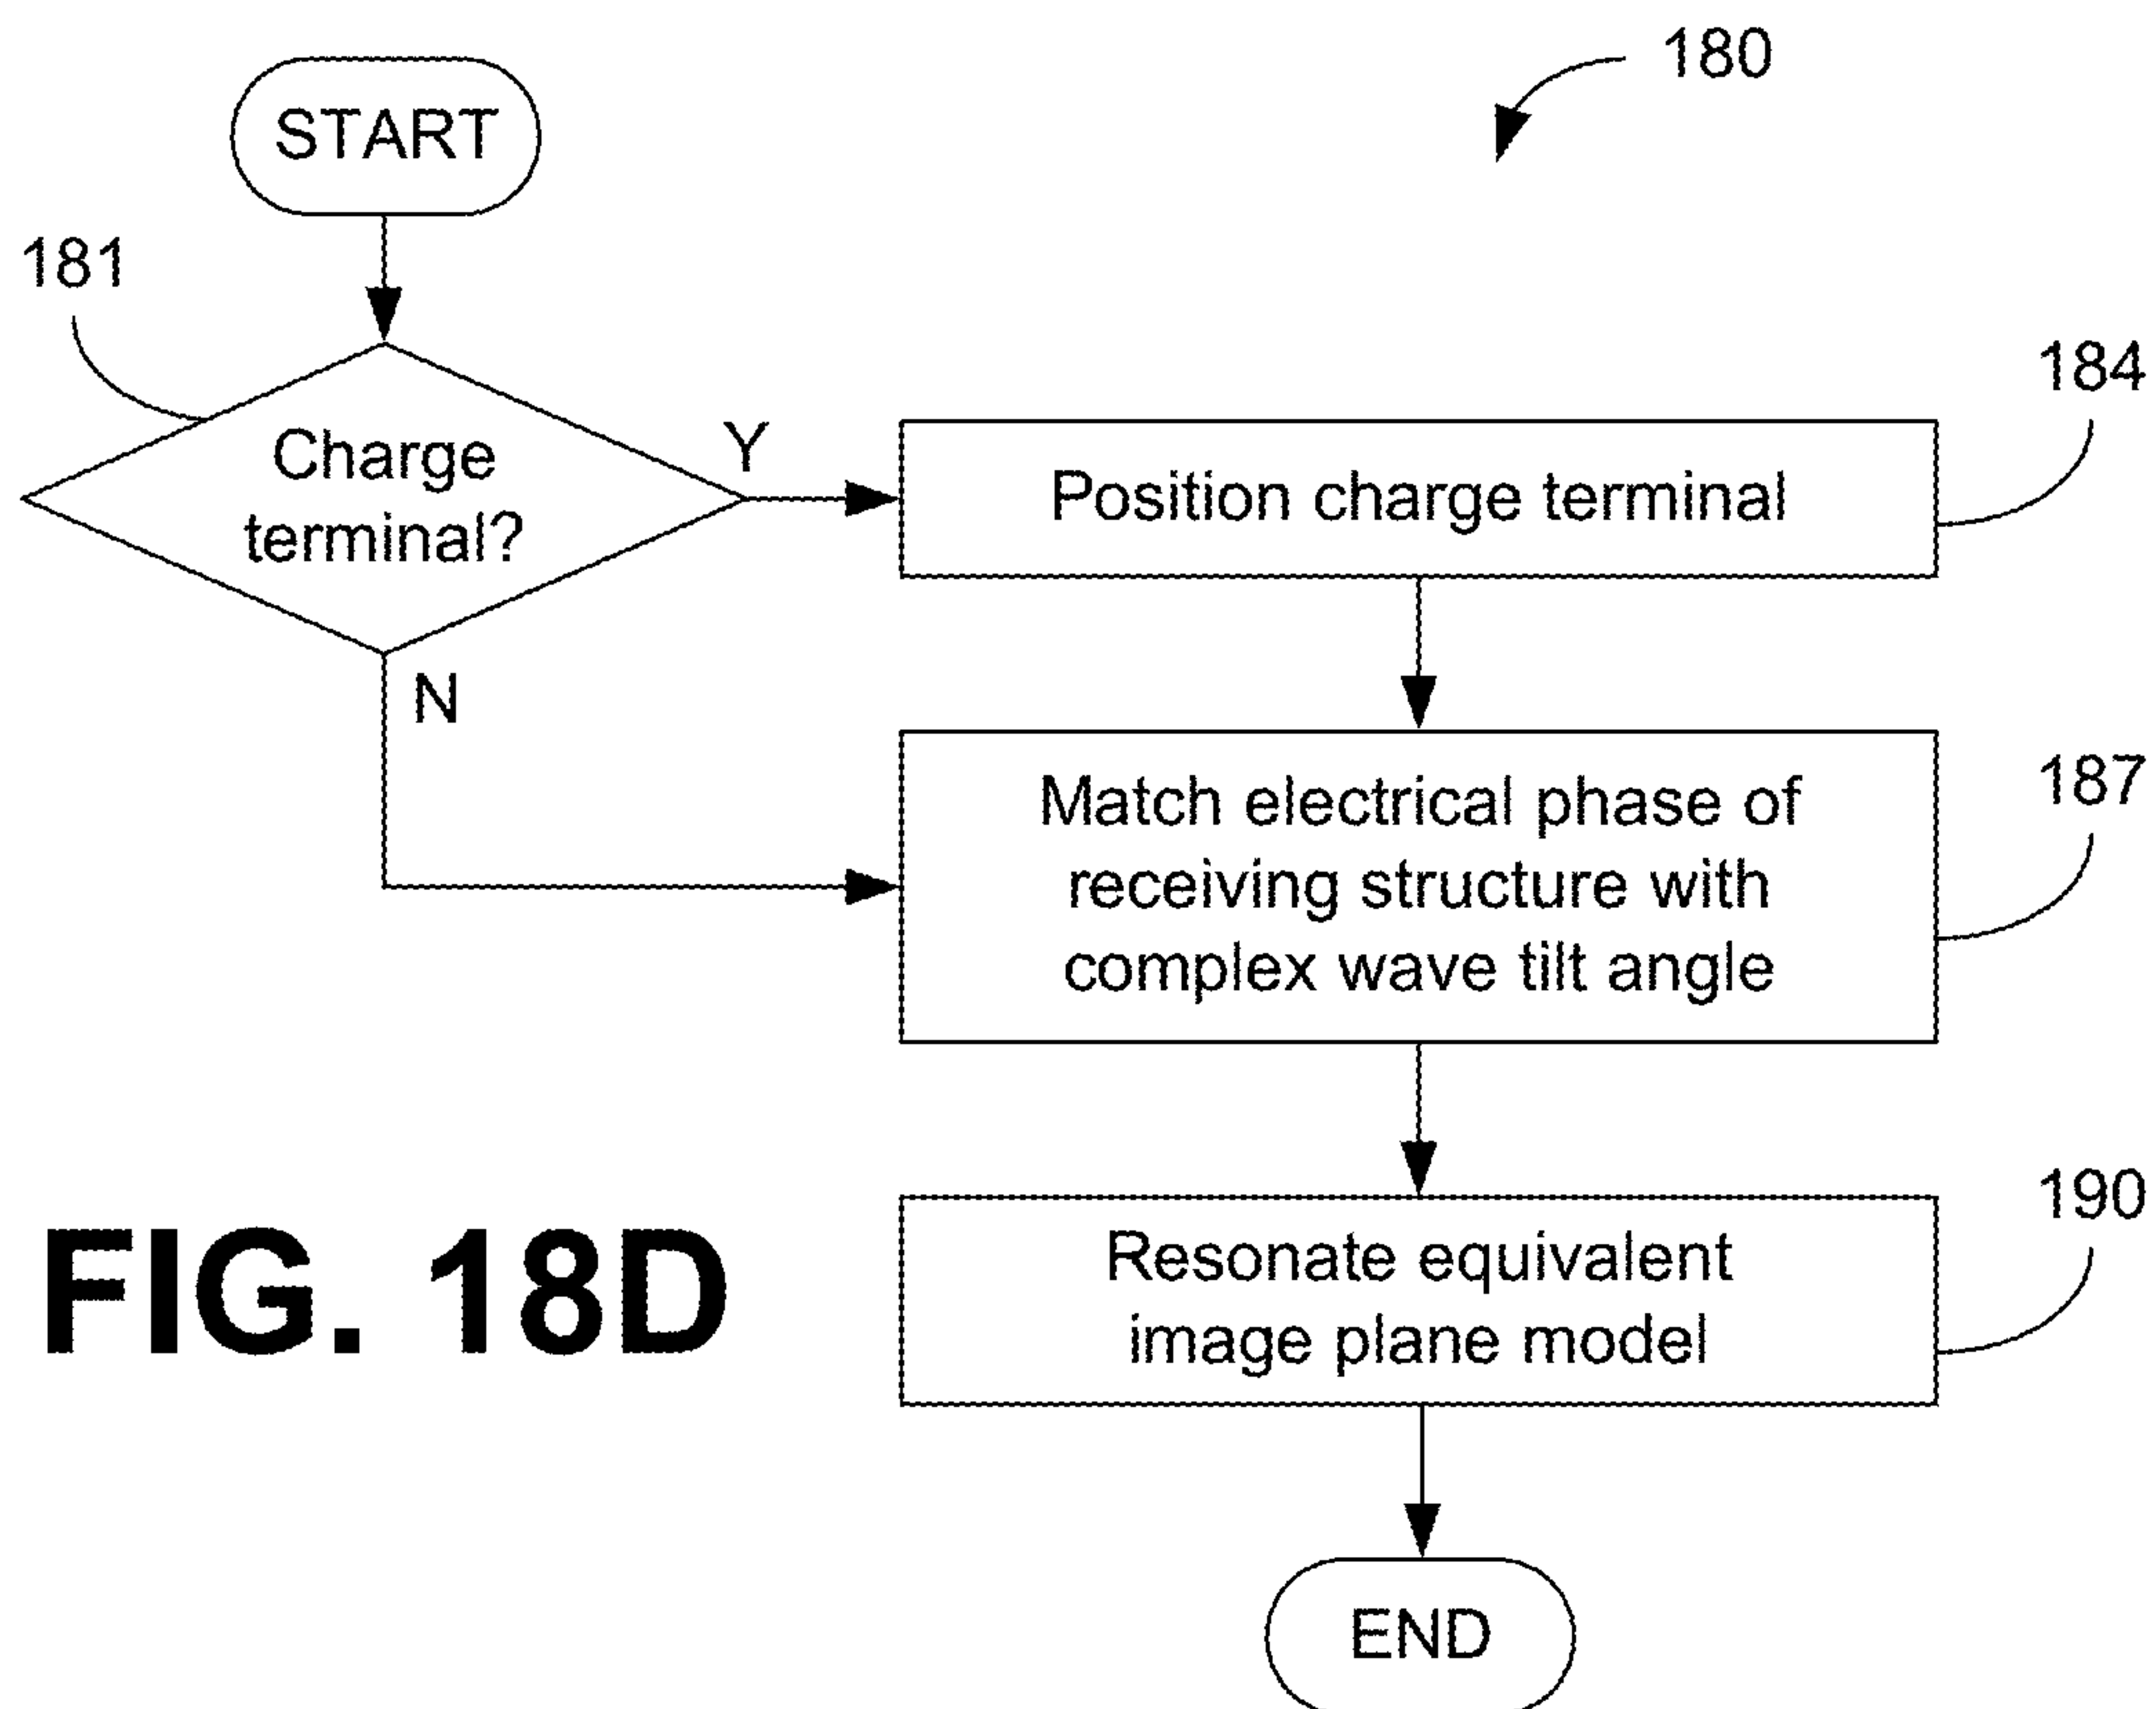 180
START
181
Charge
terminal?
Y
N
184
Position charge terminal
187
Match electrical phase of
receiving structure with
complex wave tilt angle
190
Resonate equivalent
image plane model
END
FIG. 18D